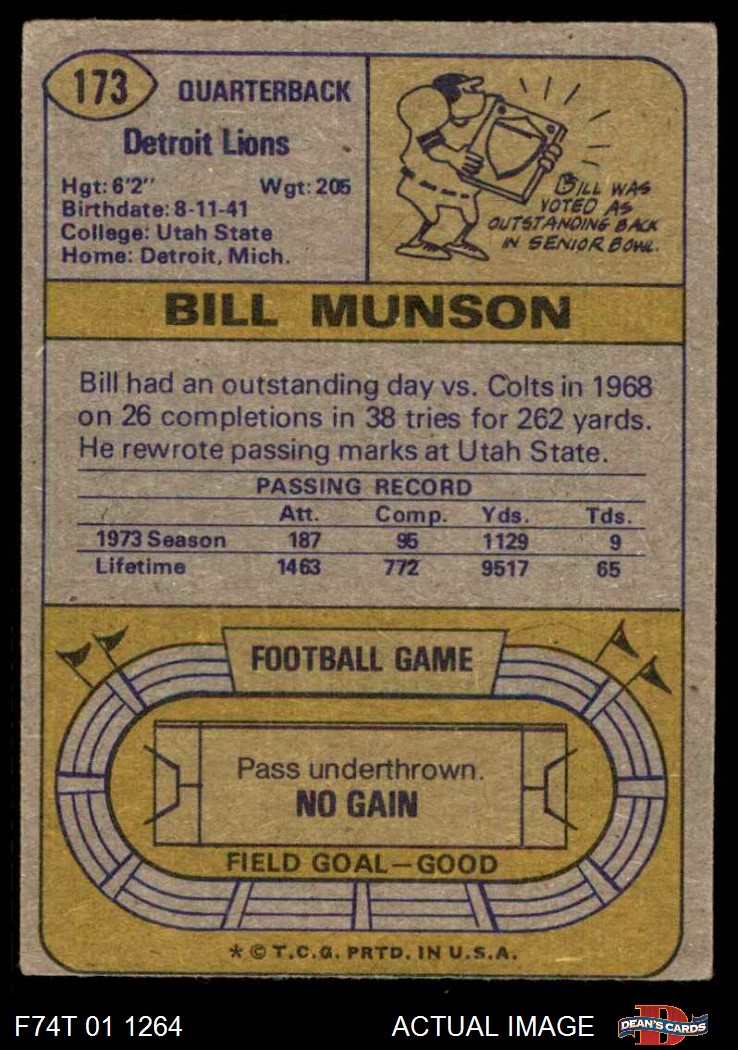 173
QUARTERBACK
Detroit Lions
Hgt: 6'2" Wgt: 205
Birthdate: 8-11-41
College: Utah State
Home: Detroit, Mich.
BILL WAS
VOTED AS
OUTSTANDING BACK
IN SENIOR BOWL.
BILL MUNSON
Bill had an outstanding day vs. Colts in 1968
on 26 completions in 38 tries for 262 yards.
He rewrote passing marks at Utah State.
PASSING RECORD
Att. Comp. Yds. Tds.
1973 Season 187 95 1129 9
Lifetime 1463 772 9517 65
FOOTBALL GAME
Pass underthrown.
NO GAIN
FIELD GOAL—GOOD
* © T.C.G. PRTD. IN U.S.A.
F74T 01 1264 ACTUAL IMAGE
D
DEAN'S CARDS